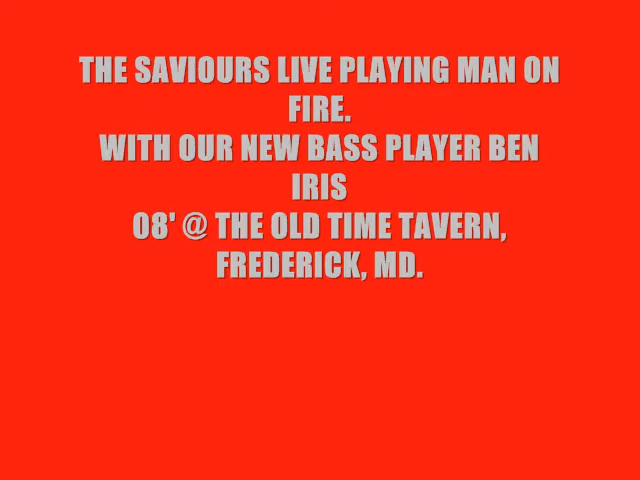 THE SAVIOURS LIVE PLAYING MAN ON
FIRE.
WITH OUR NEW BASS PLAYER BEN
IRIS
08' @ THE OLD TIME TAVERN,
FREDERICK, MD.